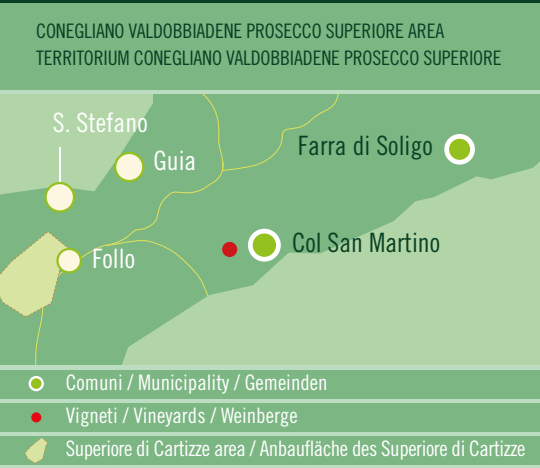 CONEGLIANO VALDOBBIADENE PROSECCO SUPERIORE AREA
TERRITORIUM CONEGLIANO VALDOBBIADENE PROSECCO SUPERIORE
S. Stefano
Guia
Farra di Soligo
Col San Martino
Follo
Comuni / Municipality / Gemeinden
Vigneti / Vineyards / Weinberge
Superiore di Cartizze area / Anbaufläche des Superiore di Cartizze